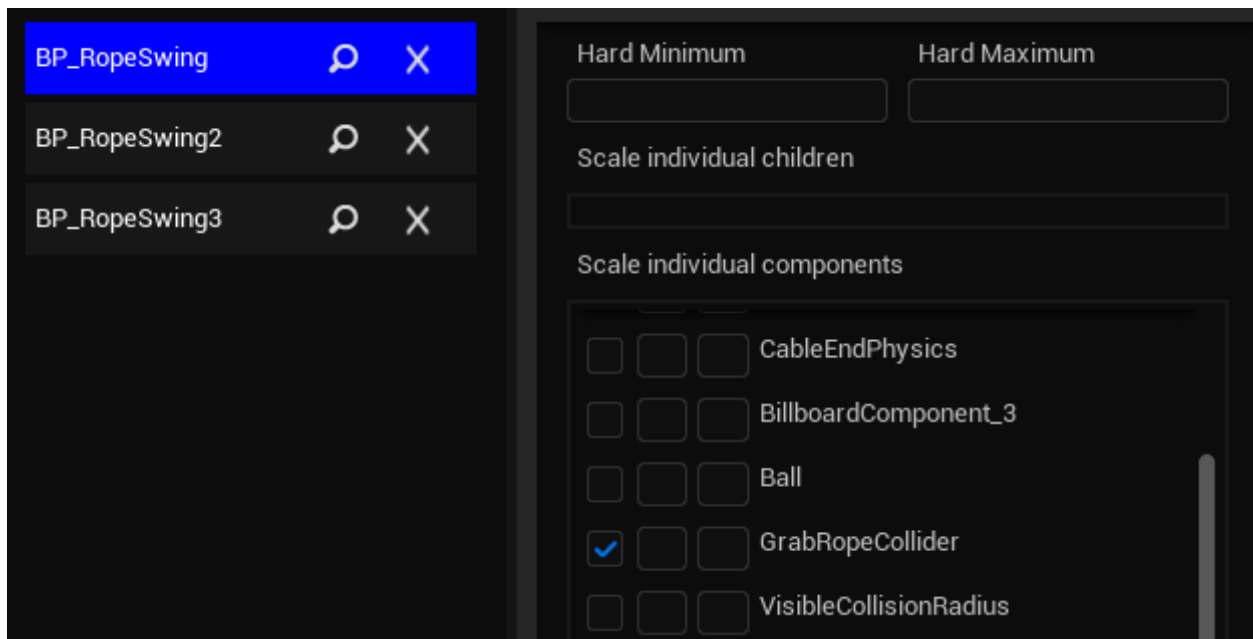 BP_RopeSwing
BP_RopeSwing2
BP_RopeSwing3
Hard Minimum Hard Maximum
Scale individual children
Scale individual components
CableEndPhysics
BillboardComponent_3
Ball
GrabRopeCollider
VisibleCollisionRadius